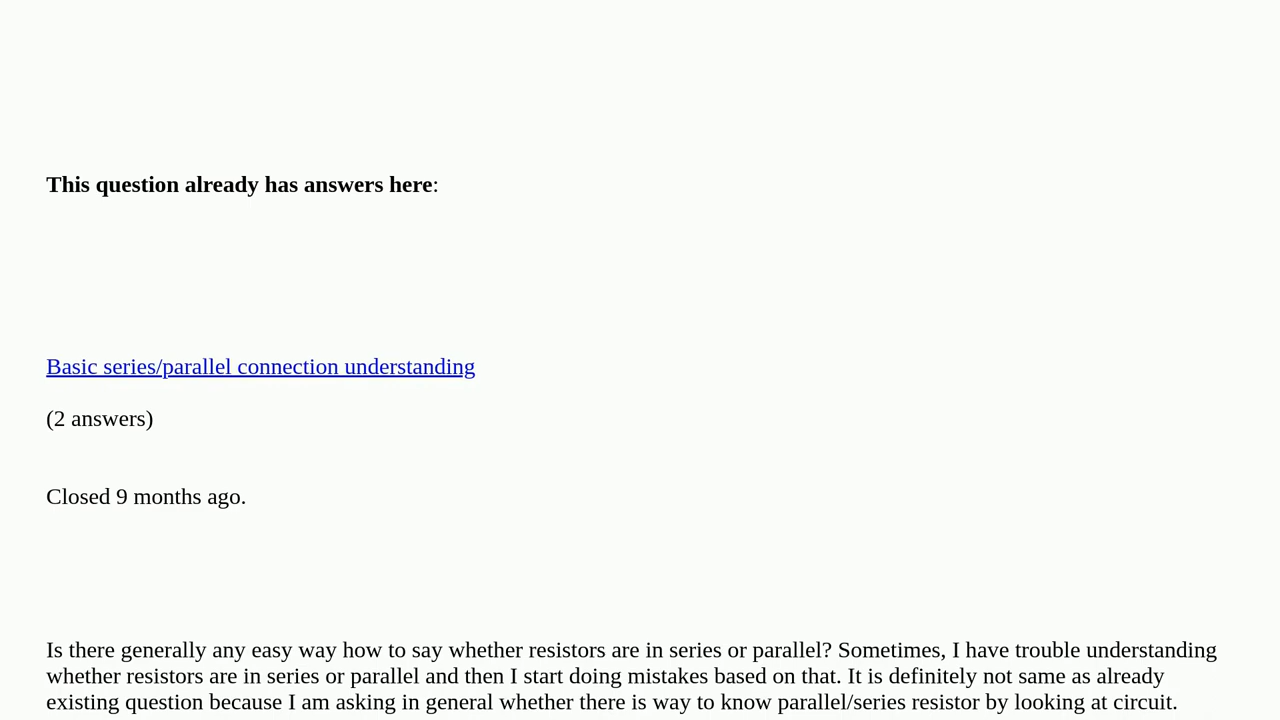 This question already has answers here:
Basic series/parallel connection understanding
(2 answers)
Closed 9 months ago.
Is there generally any easy way how to say whether resistors are in series or parallel? Sometimes, I have trouble understanding
whether resistors are in series or parallel and then I start doing mistakes based on that. It is definitely not same as already
existing question because I am asking in general whether there is way to know parallel/series resistor by looking at circuit.